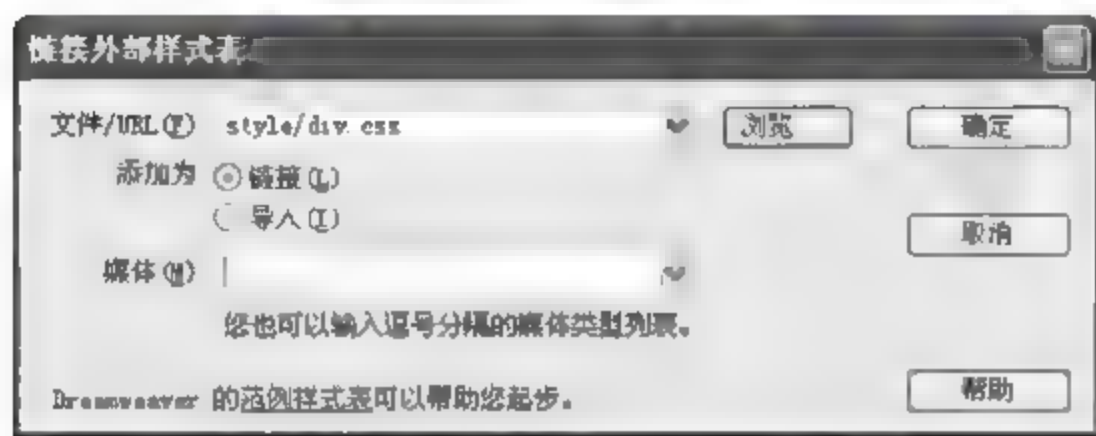 链接外部样式表
文件/URL(F) style/div.css 浏览 确定
添加为 链接(L)
导入(I)
取消
媒体(M)
您也可以输入逗号分隔的媒体类型列表。
Dreamweaver 的范例样式表可以帮助您起步。 帮助